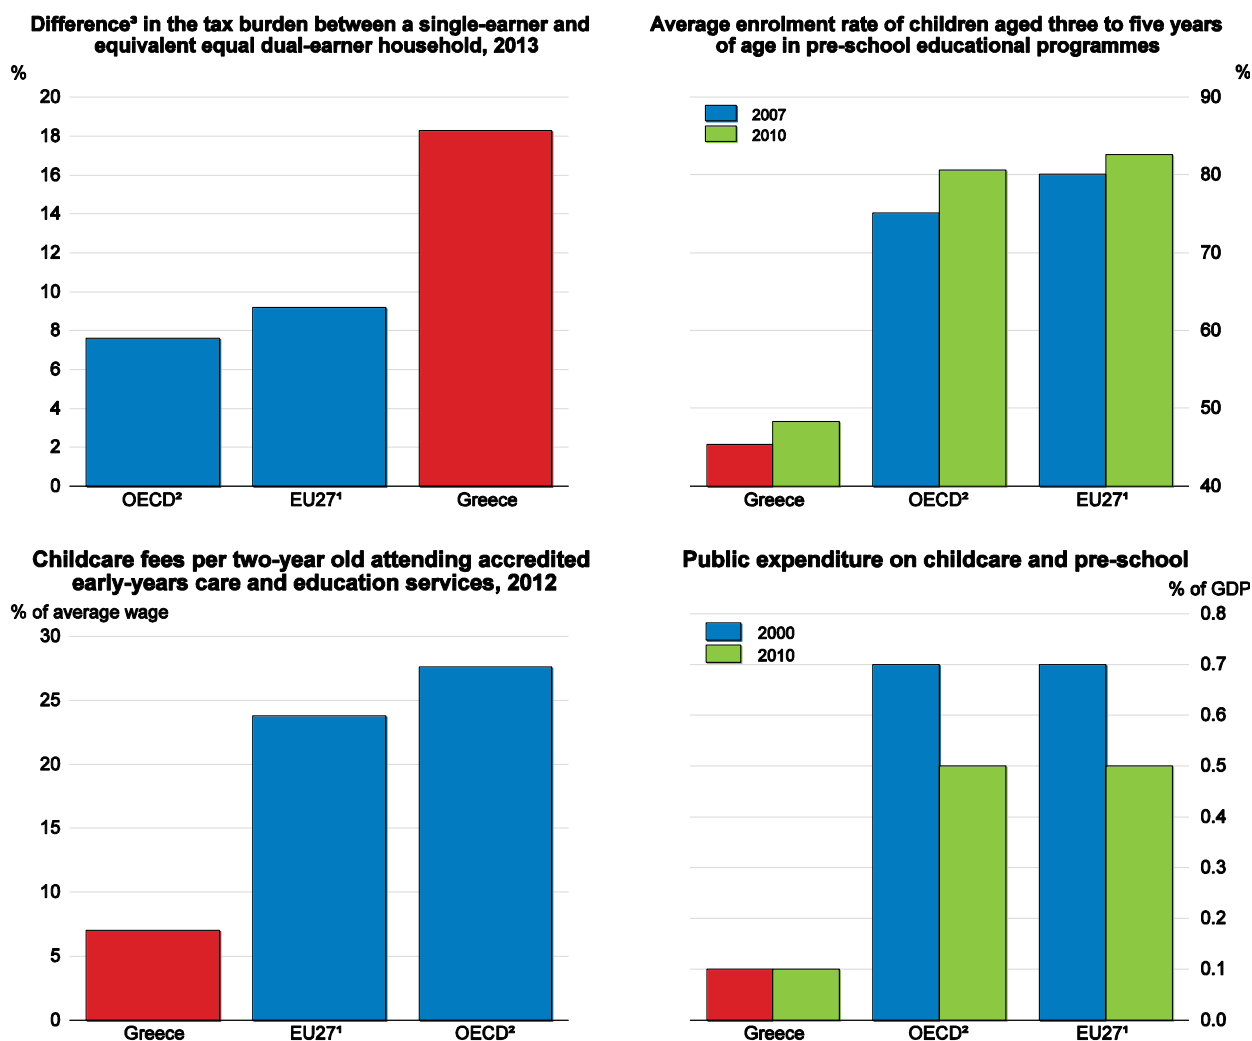 Difference³ in the tax burden between a single-earner and
equivalent equal dual-earner household, 2013
%
20
18
16
14
12
10
8
6
4
2
0
OECD²
EU27¹
Greece
Average enrolment rate of children aged three to five years
of age in pre-school educational programmes
%
2007
2010
90
80
70
60
50
40
Greece
OECD²
EU27¹
Childcare fees per two-year old attending accredited
early-years care and education services, 2012
% of average wage
30
25
20
15
10
5
0
Greece
EU27¹
OECD²
Public expenditure on childcare and pre-school
% of GDP
2000
2010
0.8
0.7
0.6
0.5
0.4
0.3
0.2
0.1
0.0
Greece
OECD²
EU27¹